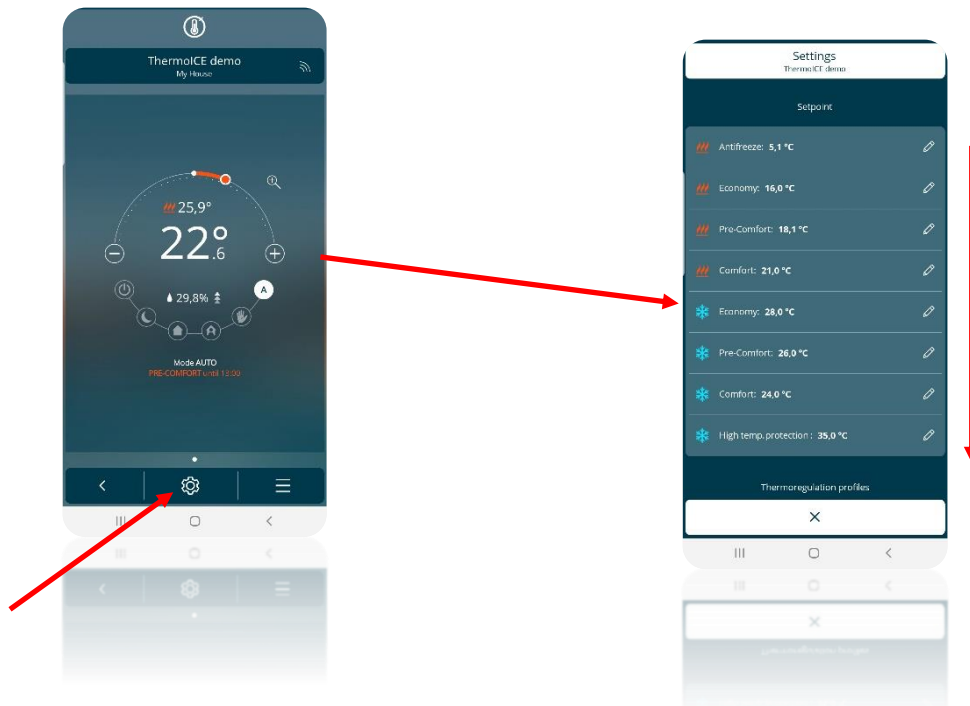 ThermoICE demo
My House
25,9°
22°.6
29,8%
A
Mode AUTO
PRE-COMFORT until 13:00
Settings
ThermoICE demo
Setpoint
Antifreeze: 5,1 °C
Economy: 16,0 °C
Pre-Comfort: 18,1 °C
Comfort: 21,0 °C
Economy: 28,0 °C
Pre-Comfort: 26,0 °C
Comfort: 24,0 °C
High temp.protection : 35,0 °C
Thermoregulation profiles